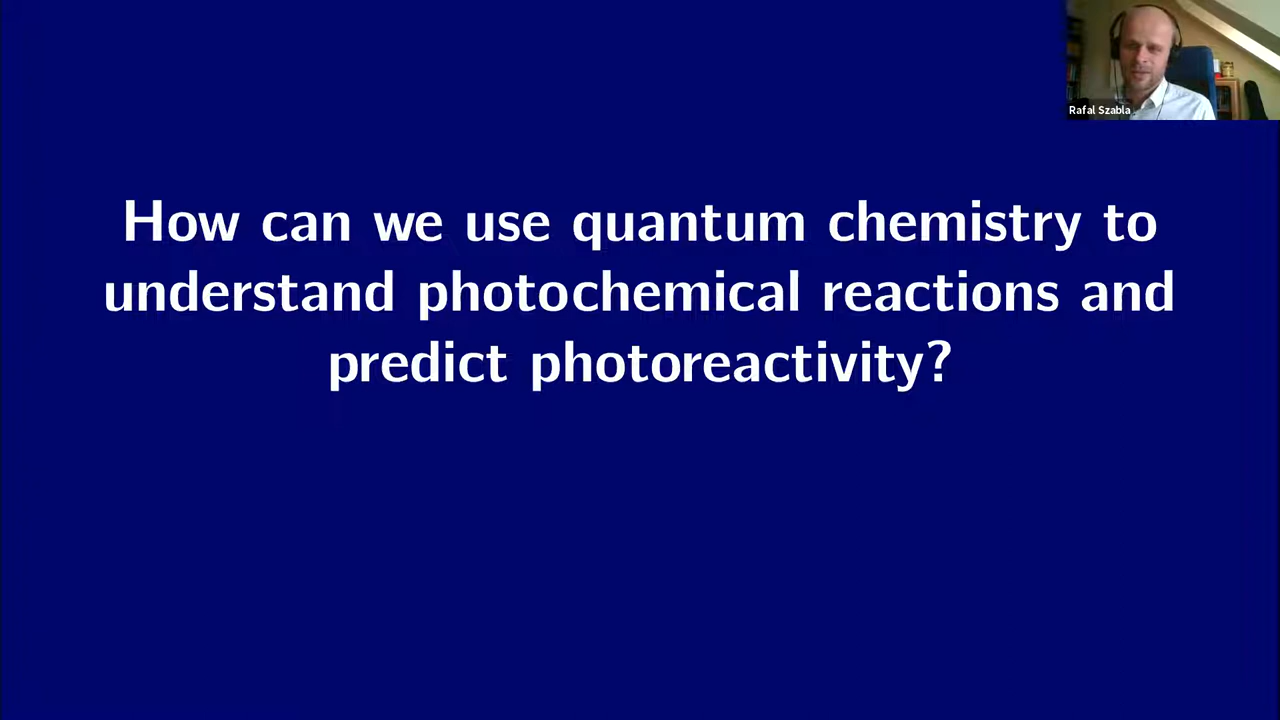 Rafal Szabla
How can we use quantum chemistry to
understand photochemical reactions and
predict photoreactivity?